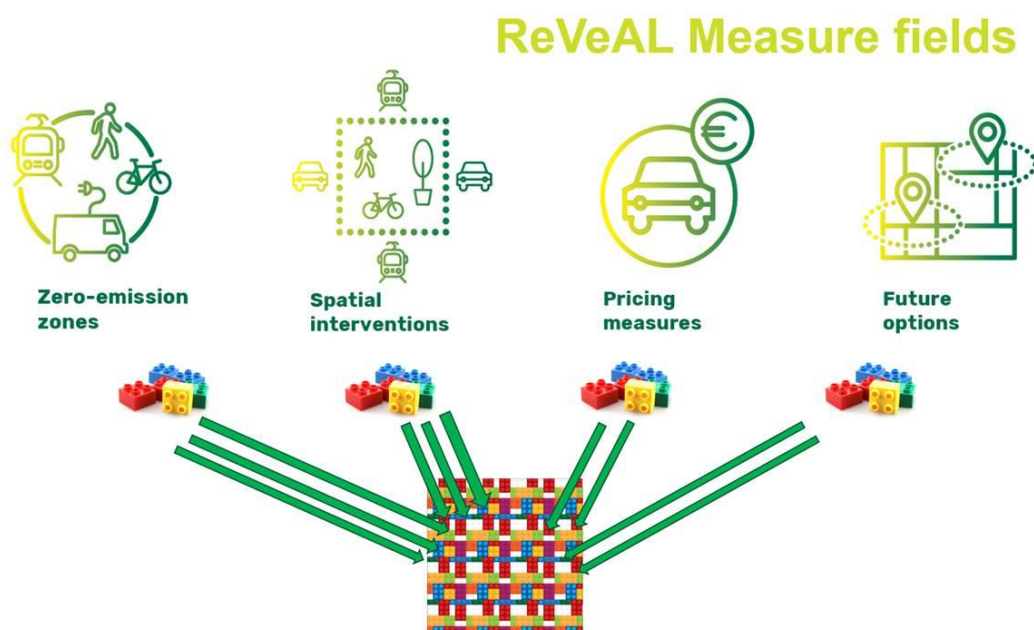 ReVeAL Measure fields
€
Zero-emission
zones
Spatial
interventions
Pricing
measures
Future
options